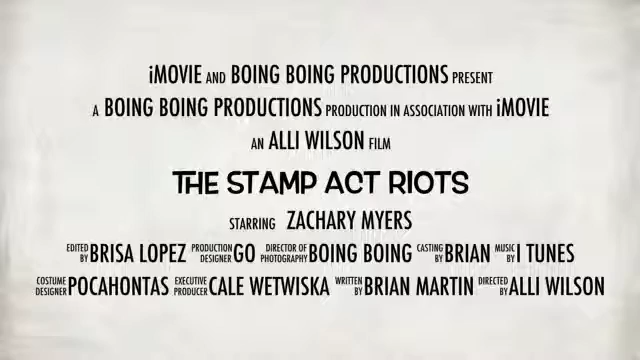 iMOVIE AND BOING BOING PRODUCTIONS PRESENT
A BOING BOING PRODUCTIONS PRODUCTION IN ASSOCIATION WITH iMOVIE
AN ALLI WILSON FILM
THE STAMP ACT RIOTS
STARRING ZACHARY MYERS
EDITED BY BRISA LOPEZ PRODUCTION DESIGNER GO DIRECTOR OF PHOTOGRAPHY BOING BOING CASTING BY BRIAN MUSIC BY I TUNES
COSTUME DESIGNER POCAHONTAS EXECUTIVE PRODUCER CALE WETWISKA WRITTEN BY BRIAN MARTIN DIRECTED BY ALLI WILSON